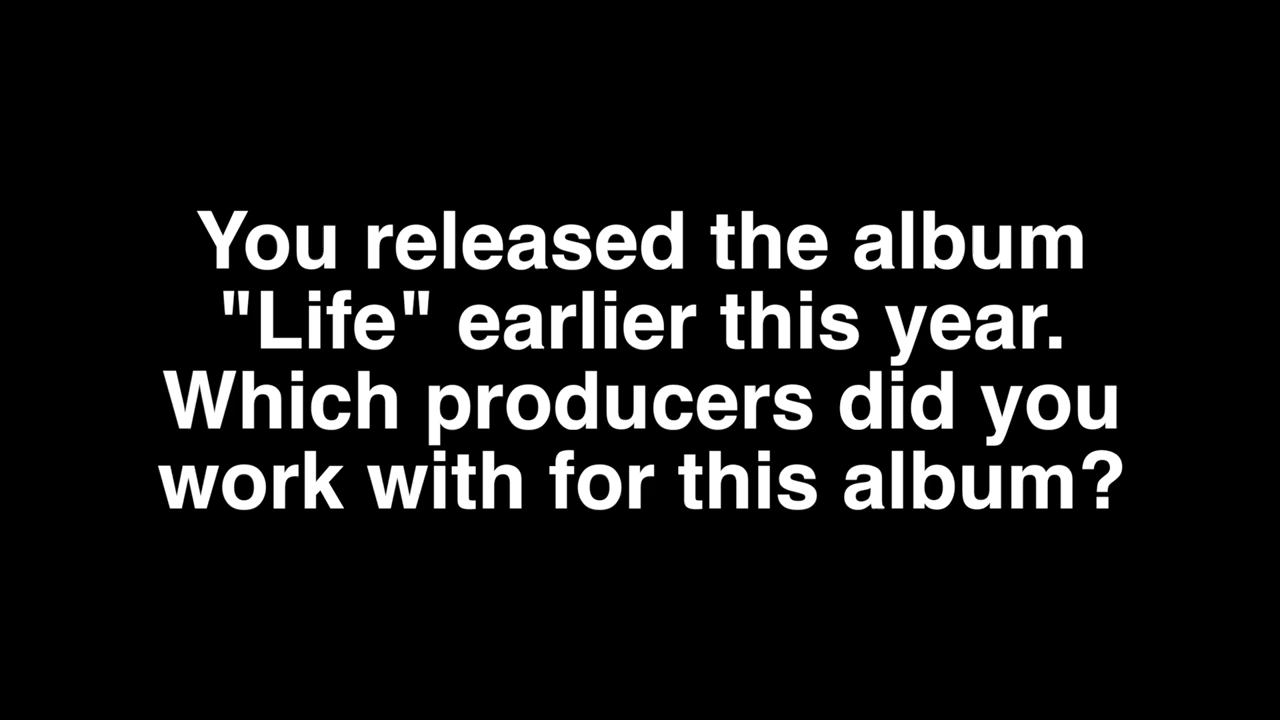 You released the album
"Life" earlier this year.
Which producers did you
work with for this album?